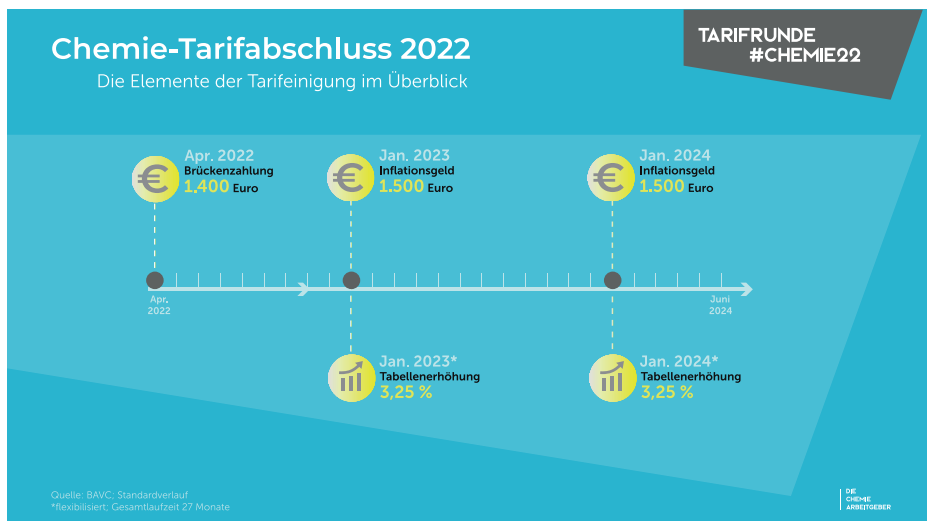 Chemie-Tarifabschluss 2022
Die Elemente der Tarifeinigung im Überblick
TARIFRUNDE
#CHEMIE22
Apr. 2022
Brückenzahlung
1.400 Euro
Jan. 2023
Inflationsgeld
1.500 Euro
Jan. 2024
Inflationsgeld
1.500 Euro
Apr.
2022
Juni
2024
Jan. 2023*
Tabellenerhöhung
3,25 %
Jan. 2024*
Tabellenerhöhung
3,25 %
Quelle: BAVC; Standardverlauf
*flexibilisiert; Gesamtlaufzeit 27 Monate
DIE
CHEMIE
ARBEITGEBER